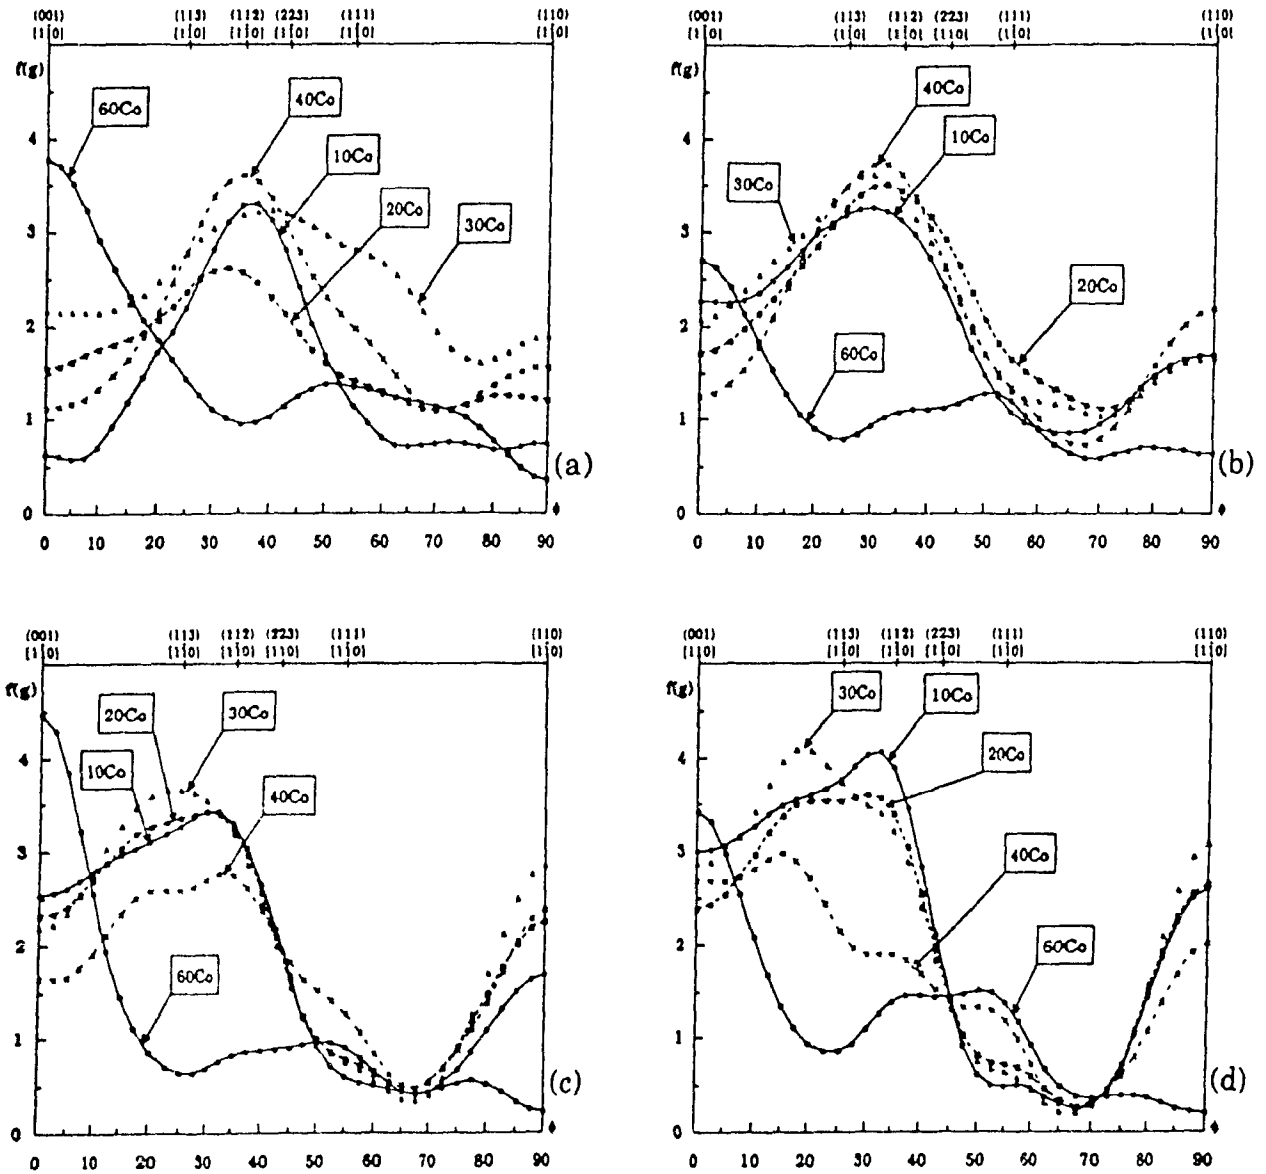 (001) (113) (112) (223) (111) (110)
[1̄10] [1̄10] [1̄10] [1̄10] [1̄10] [1̄10]
f(g)
60Co
40Co
10Co
20Co
30Co
4
3
2
1
0
(a)
ϕ
0 10 20 30 40 50 60 70 80 90
(001) (113) (112) (223) (111) (110)
[1̄10] [1̄10] [1̄10] [1̄10] [1̄10] [1̄10]
f(g)
40Co
10Co
30Co
20Co
60Co
4
3
2
1
0
(b)
ϕ
0 10 20 30 40 50 60 70 80 90
(001) (113) (112) (223) (111) (110)
[1̄10] [1̄10] [1̄10] [1̄10] [1̄10] [1̄10]
f(g)
20Co
30Co
10Co
40Co
60Co
4
3
2
1
0
(c)
ϕ
0 10 20 30 40 50 60 70 80 90
(001) (113) (112) (223) (111) (110)
[1̄10] [1̄10] [1̄10] [1̄10] [1̄10] [1̄10]
f(g)
30Co
10Co
20Co
40Co
60Co
4
3
2
1
0
(d)
ϕ
0 10 20 30 40 50 60 70 80 90